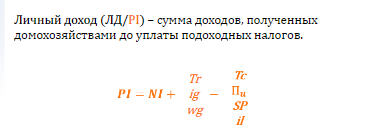 Личный доход (ЛД/PI) – сумма доходов, полученных
домохозяйствами до уплаты подоходных налогов.
Tr Tc
ig Пu
PI = NI + –
wg SP
il